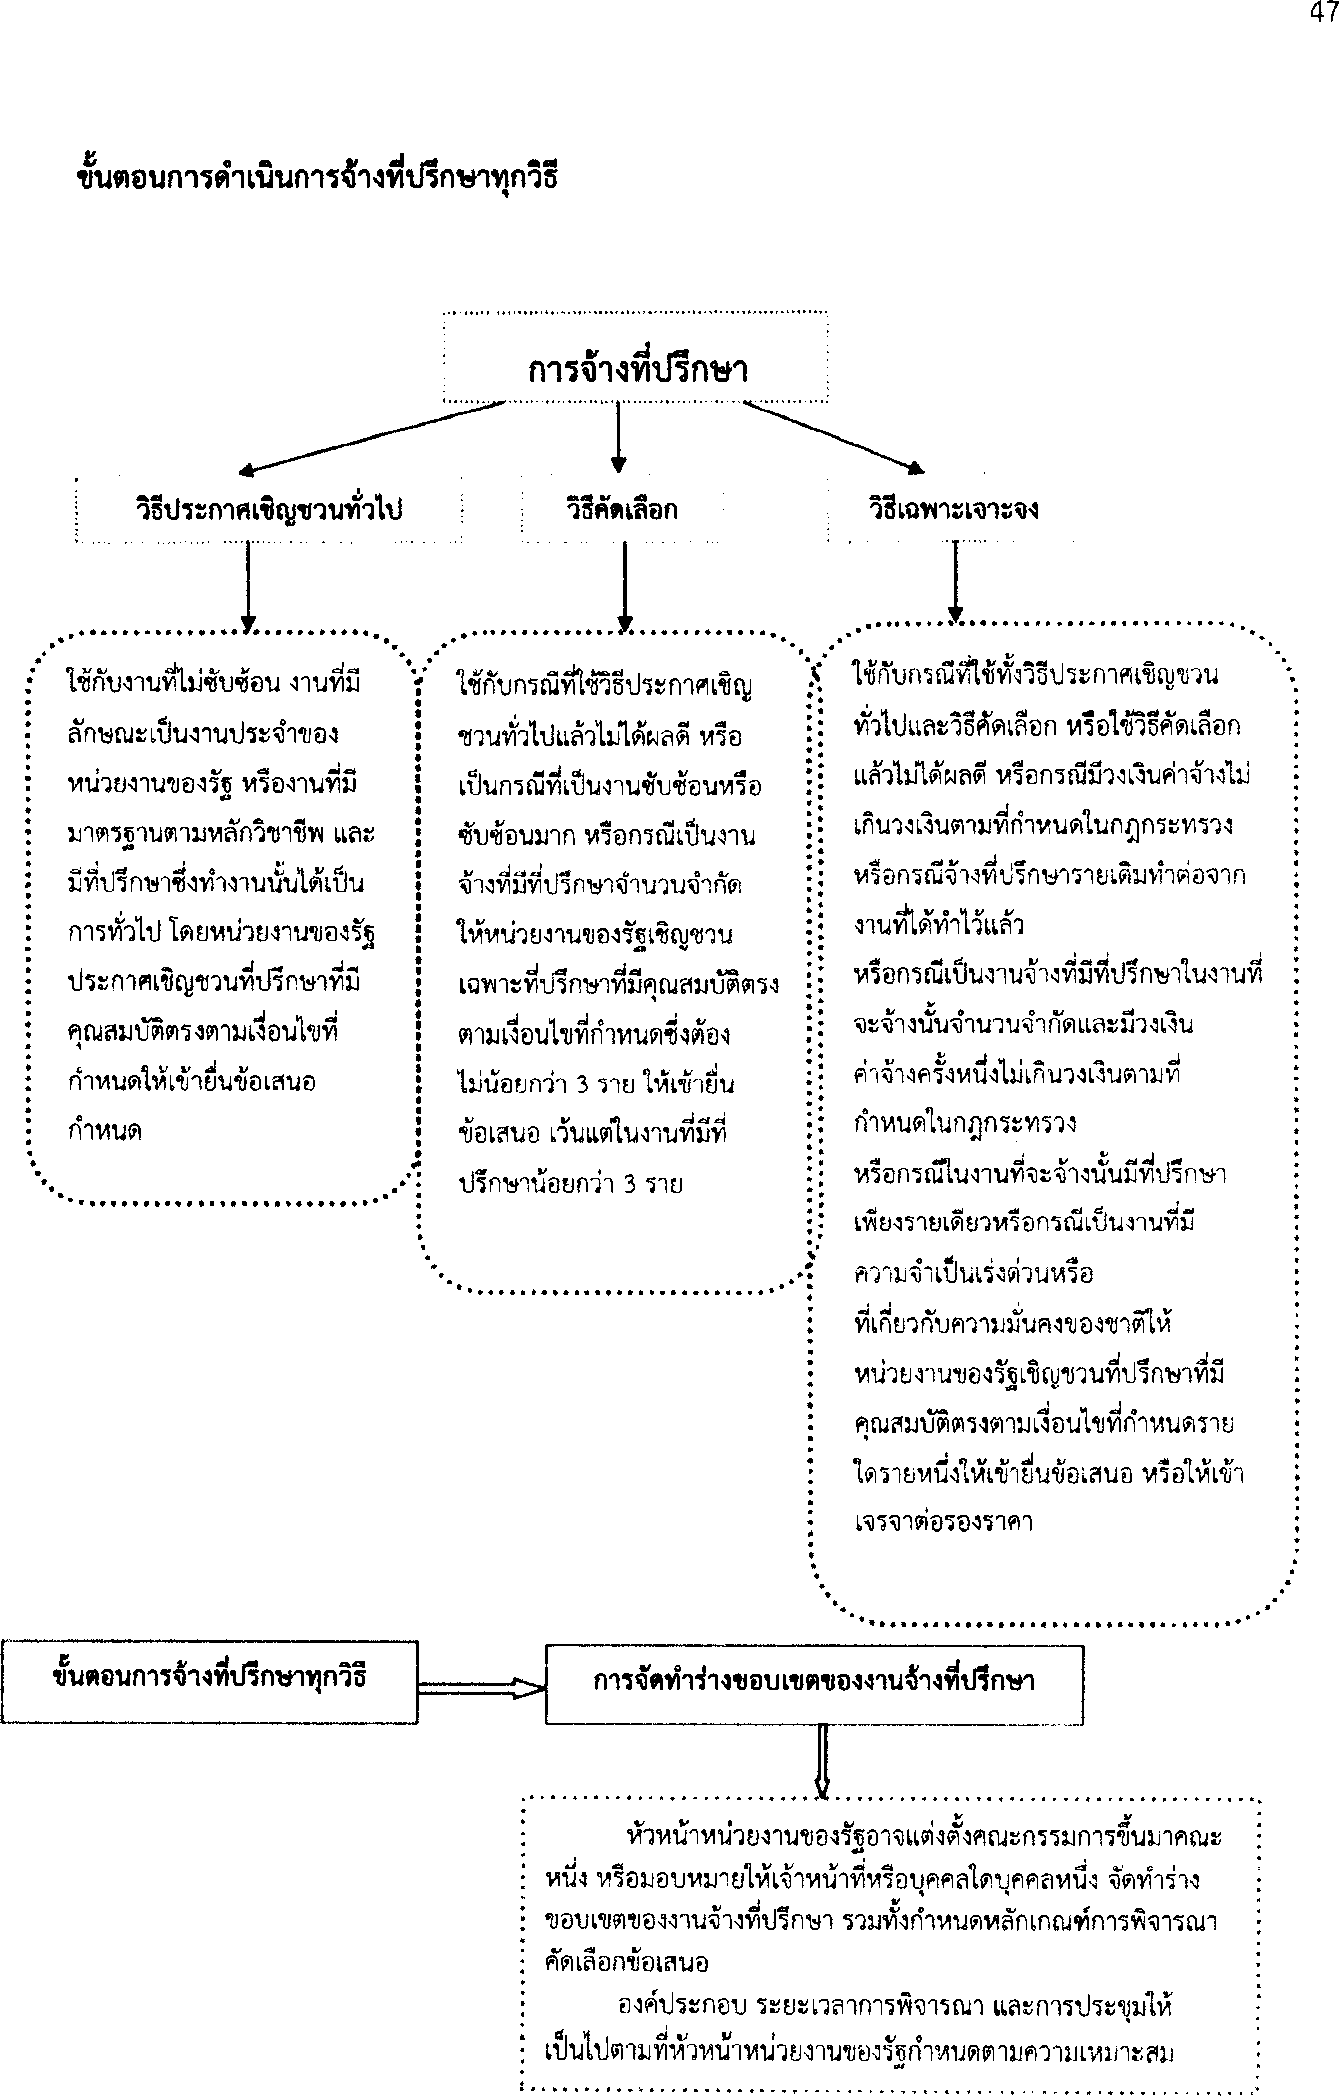 47
ขั้นตอนการดำเนินการจ้างที่ปรึกษาทุกวิธี
การจ้างที่ปรึกษา
วิธีประกาศเชิญชวนทั่วไป
วิธีคัดเลือก
วิธีเฉพาะเจาะจง
ใช้กับงานที่ไม่ซับซ้อน งานที่มี
ลักษณะเป็นงานประจำของ
หน่วยงานของรัฐ หรืองานที่มี
มาตรฐานตามหลักวิชาชีพ และ
มีที่ปรึกษาซึ่งทำงานนั้นได้เป็น
การทั่วไป โดยหน่วยงานของรัฐ
ประกาศเชิญชวนที่ปรึกษาที่มี
คุณสมบัติตรงตามเงื่อนไขที่
กำหนดให้เข้ายื่นข้อเสนอ
กำหนด
ใช้กับกรณีที่ใช้วิธีประกาศเชิญ
ชวนทั่วไปแล้วไม่ได้ผลดี หรือ
เป็นกรณีที่เป็นงานซับซ้อนหรือ
ซับซ้อนมาก หรือกรณีเป็นงาน
จ้างที่มีที่ปรึกษาจำนวนจำกัด
ให้หน่วยงานของรัฐเชิญชวน
เฉพาะที่ปรึกษาที่มีคุณสมบัติตรง
ตามเงื่อนไขที่กำหนดซึ่งต้อง
ไม่น้อยกว่า 3 ราย ให้เข้ายื่น
ข้อเสนอ เว้นแต่ในงานที่มีที่
ปรึกษาน้อยกว่า 3 ราย
ใช้กับกรณีที่ใช้ทั้งวิธีประกาศเชิญชวน
ทั่วไปและวิธีคัดเลือก หรือใช้วิธีคัดเลือก
แล้วไม่ได้ผลดี หรือกรณีมีวงเงินค่าจ้างไม่
เกินวงเงินตามที่กำหนดในกฎกระทรวง
หรือกรณีจ้างที่ปรึกษารายเดิมทำต่อจาก
งานที่ได้ทำไว้แล้ว
หรือกรณีเป็นงานจ้างที่มีที่ปรึกษาในงานที่
จะจ้างนั้นจำนวนจำกัดและมีวงเงิน
ค่าจ้างครั้งหนึ่งไม่เกินวงเงินตามที่
กำหนดในกฎกระทรวง
หรือกรณีในงานที่จะจ้างนั้นมีที่ปรึกษา
เพียงรายเดียวหรือกรณีเป็นงานที่มี
ความจำเป็นเร่งด่วนหรือ
ที่เกี่ยวกับความมั่นคงของชาติให้
หน่วยงานของรัฐเชิญชวนที่ปรึกษาที่มี
คุณสมบัติตรงตามเงื่อนไขที่กำหนดราย
ใดรายหนึ่งให้เข้ายื่นข้อเสนอ หรือให้เข้า
เจรจาต่อรองราคา
ขั้นตอนการจ้างที่ปรึกษาทุกวิธี
การจัดทำร่างขอบเขตของงานจ้างที่ปรึกษา
หัวหน้าหน่วยงานของรัฐอาจแต่งตั้งคณะกรรมการขึ้นมาคณะ
หนึ่ง หรือมอบหมายให้เจ้าหน้าที่หรือบุคคลใดบุคคลหนึ่ง จัดทำร่าง
ขอบเขตของงานจ้างที่ปรึกษา รวมทั้งกำหนดหลักเกณฑ์การพิจารณา
คัดเลือกข้อเสนอ
องค์ประกอบ ระยะเวลาการพิจารณา และการประชุมให้
เป็นไปตามที่หัวหน้าหน่วยงานของรัฐกำหนดตามความเหมาะสม